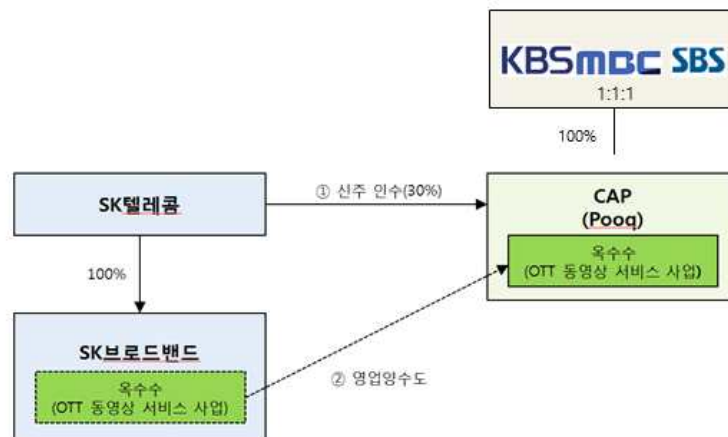 KBS MBC SBS
1:1:1
100%
SK텔레콤
① 신주 인수(30%)
CAP
(Pooq)
옥수수
(OTT 동영상 서비스 사업)
100%
SK브로드밴드
옥수수
(OTT 동영상 서비스 사업)
② 영업양수도